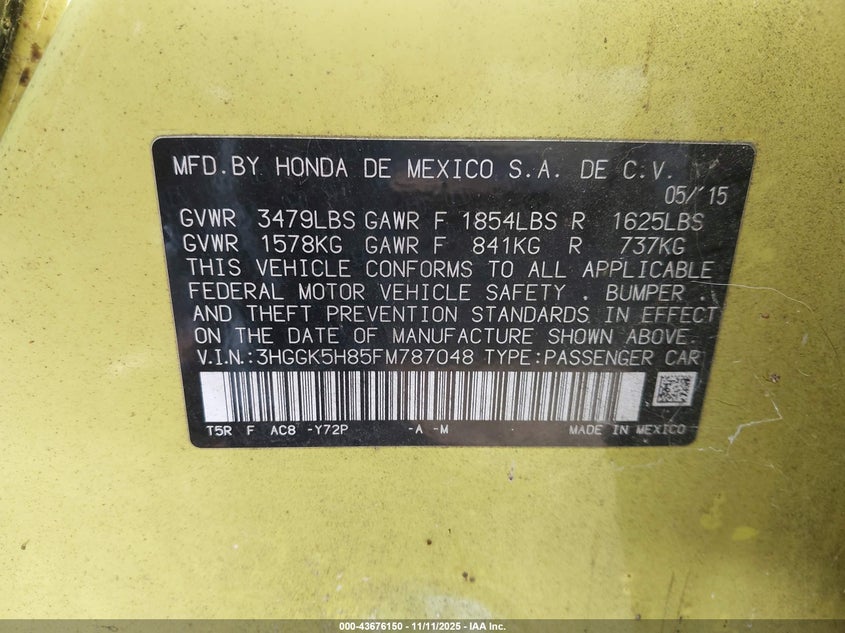 MFD.BY HONDA DE MEXICO S.A. DE C.V.
05/15
GVWR 3479LBS GAWR F 1854LBS R 1625LBS
GVWR 1578KG GAWR F 841KG R 737KG
THIS VEHICLE CONFORMS TO ALL APPLICABLE
FEDERAL MOTOR VEHICLE SAFETY . BUMPER .
AND THEFT PREVENTION STANDARDS IN EFFECT
ON THE DATE OF MANUFACTURE SHOWN ABOVE.
V.IN.:3HGGK5H85FM787048 TYPE:PASSENGER CAR
T5R F AC8 -Y72P -A -M MADE IN MEXICO
000-43676150 - 11/11/2025 - IAA Inc.